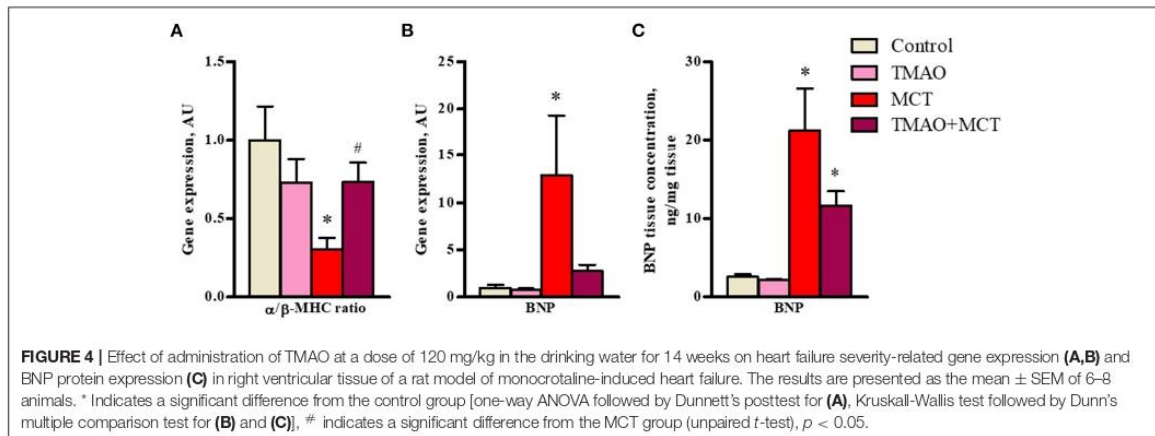 A
B
C
Control
TMAO
MCT
TMAO+MCT
Gene expression, AU
1.5
1.0
0.5
0.0
*
#
α/β-MHC ratio
Gene expression, AU
25
20
15
10
5
0
*
BNP
BNP tissue concentration,
ng/mg tissue
30
20
10
0
*
*
BNP
FIGURE 4 | Effect of administration of TMAO at a dose of 120 mg/kg in the drinking water for 14 weeks on heart failure severity-related gene expression (A,B) and
BNP protein expression (C) in right ventricular tissue of a rat model of monocrotaline-induced heart failure. The results are presented as the mean ± SEM of 6–8
animals. * Indicates a significant difference from the control group [one-way ANOVA followed by Dunnett's posttest for (A), Kruskall-Wallis test followed by Dunn's
multiple comparison test for (B) and (C)], # indicates a significant difference from the MCT group (unpaired t-test), p < 0.05.